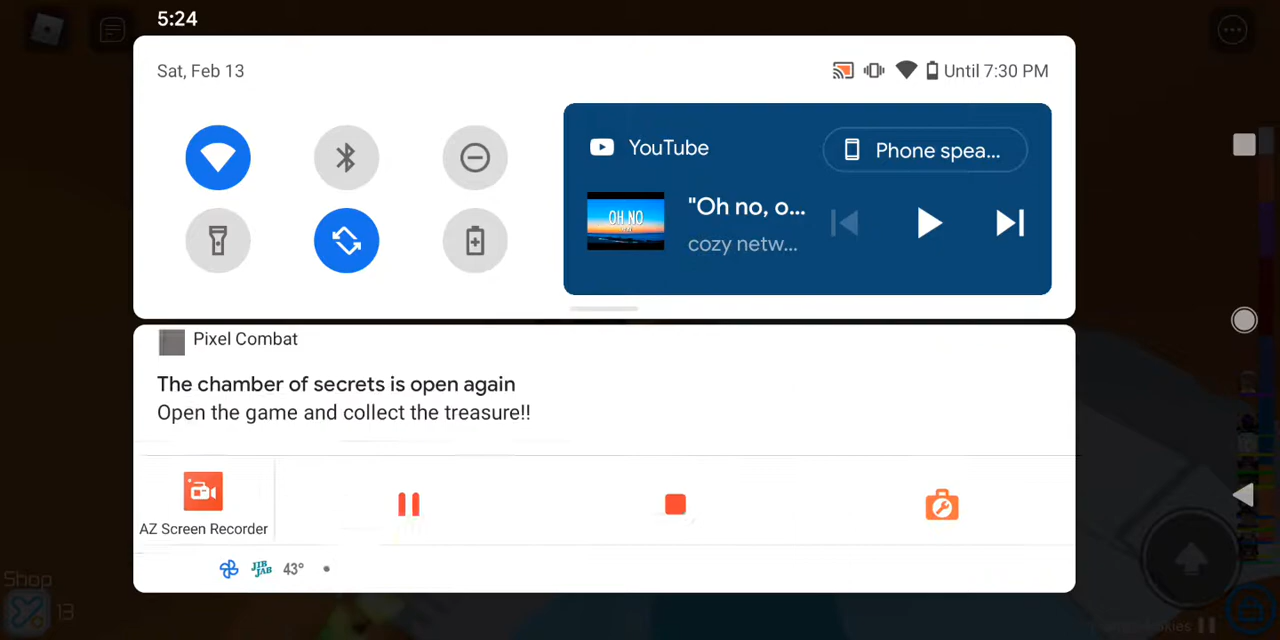 5:24
Sat, Feb 13
Until 7:30 PM
YouTube
Phone spea...
OH NO
"Oh no, o...
cozy netw...
Pixel Combat
The chamber of secrets is open again
Open the game and collect the treasure!!
AZ Screen Recorder
JIB JAB
43°
Shop
13